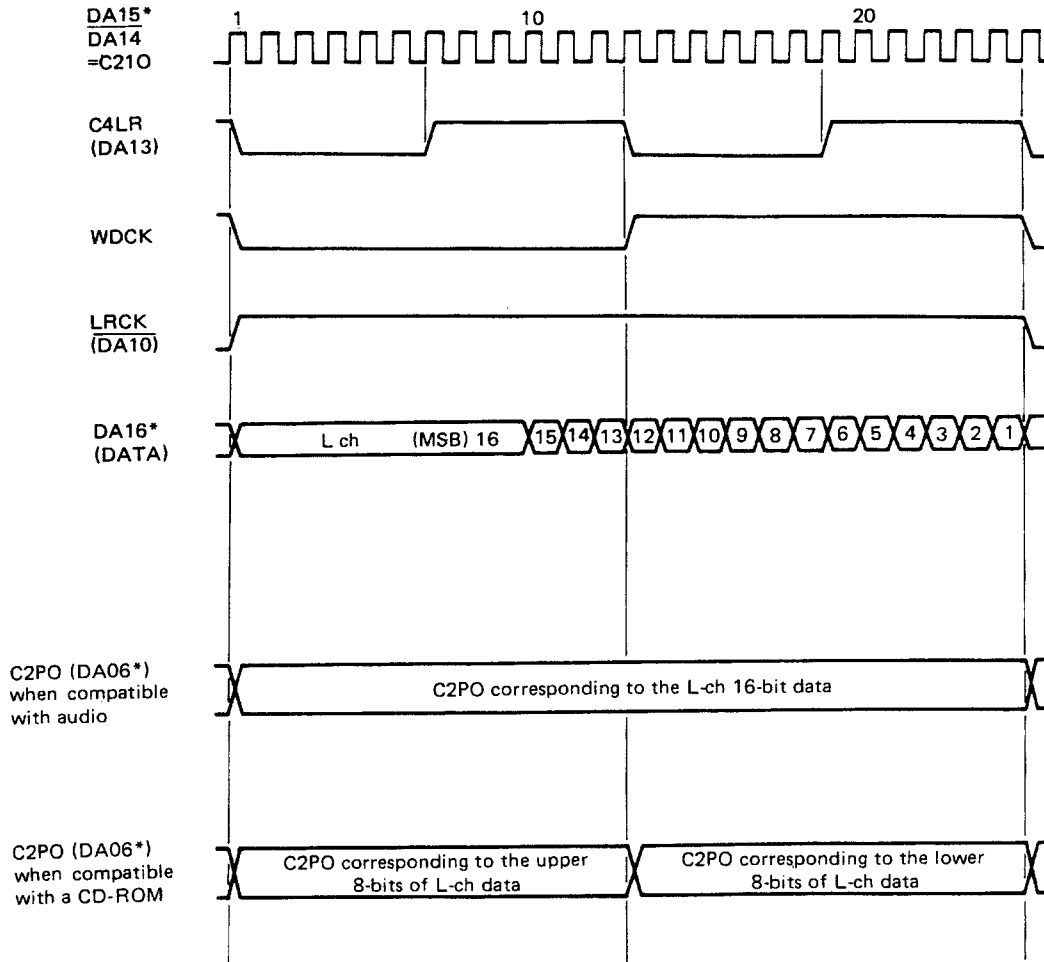 DA15*
DA14
=C210
1
10
20
C4LR
(DA13)
WDCK
LRCK
(DA10)
DA16*
(DATA)
L ch (MSB) 16 15 14 13 12 11 10 9 8 7 6 5 4 3 2 1
C2PO (DA06*)
when compatible
with audio
C2PO corresponding to the L-ch 16-bit data
C2PO (DA06*)
when compatible
with a CD-ROM
C2PO corresponding to the upper
8-bits of L-ch data
C2PO corresponding to the lower
8-bits of L-ch data